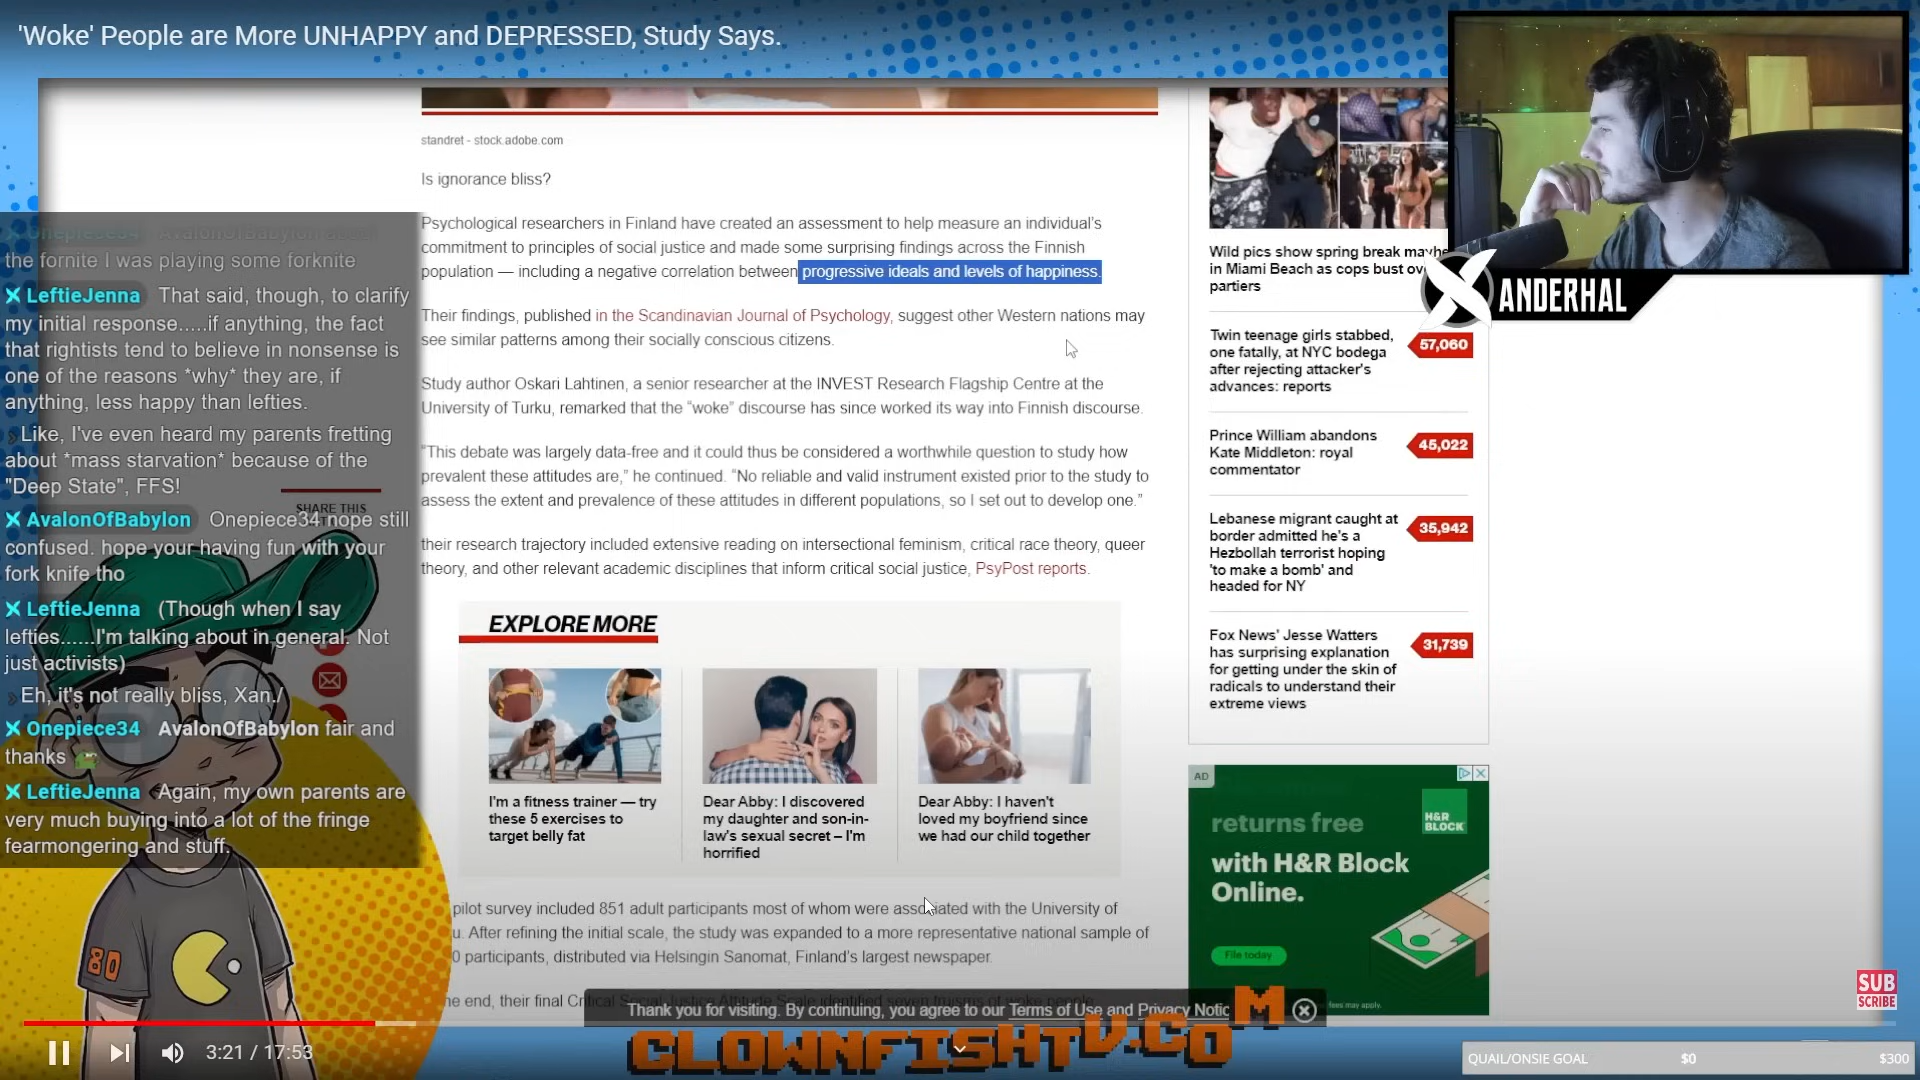 'Woke' People are More UNHAPPY and DEPRESSED, Study Says.
standret - stock.adobe.com
Is ignorance bliss?
Psychological researchers in Finland have created an assessment to help measure an individual's
commitment to principles of social justice and made some surprising findings across the Finnish
population — including a negative correlation between progressive ideals and levels of happiness.
Their findings, published in the Scandinavian Journal of Psychology, suggest other Western nations may
see similar patterns among their socially conscious citizens.
Study author Oskari Lahtinen, a senior researcher at the INVEST Research Flagship Centre at the
University of Turku, remarked that the “woke” discourse has since worked its way into Finnish discourse.
“This debate was largely data-free and it could thus be considered a worthwhile question to study how
prevalent these attitudes are,” he continued. “No reliable and valid instrument existed prior to the study to
assess the extent and prevalence of these attitudes in different populations, so I set out to develop one.”
their research trajectory included extensive reading on intersectional feminism, critical race theory, queer
theory, and other relevant academic disciplines that inform critical social justice, PsyPost reports.
EXPLORE MORE
I'm a fitness trainer — try
these 5 exercises to
target belly fat
Dear Abby: I discovered
my daughter and son-in-
law's sexual secret – I'm
horrified
Dear Abby: I haven't
loved my boyfriend since
we had our child together
pilot survey included 851 adult participants most of whom were associated with the University of
u. After refining the initial scale, the study was expanded to a more representative national sample of
0 participants, distributed via Helsingin Sanomat, Finland's largest newspaper.
he end, their final Critical Social Justice Attitude Scale identified seven truisms of woke people
Thank you for visiting. By continuing, you agree to our Terms of Use and Privacy Notic
CLOWNFISHTV.COM
Onepiece34 AvalonOfBabylon
the fornite I was playing some forknite
LeftieJenna That said, though, to clarify
my initial response.....if anything, the fact
that rightists tend to believe in nonsense is
one of the reasons *why* they are, if
anything, less happy than lefties.
Like, I've even heard my parents fretting
about *mass starvation* because of the
"Deep State", FFS!
SHARE THIS
AvalonOfBabylon Onepiece34 nope still
confused. hope your having fun with your
fork knife tho
LeftieJenna (Though when I say
lefties......I'm talking about in general. Not
just activists)
Eh, it's not really bliss, Xan./
Onepiece34 AvalonOfBabylon fair and
thanks
LeftieJenna Again, my own parents are
very much buying into a lot of the fringe
fearmongering and stuff.
80
3:21 / 17:53
XANDERHAL
Wild pics show spring break mayhe
in Miami Beach as cops bust ov
partiers
Twin teenage girls stabbed,
one fatally, at NYC bodega
after rejecting attacker's
advances: reports
57,060
Prince William abandons
Kate Middleton: royal
commentator
45,022
Lebanese migrant caught at
border admitted he's a
Hezbollah terrorist hoping
'to make a bomb' and
headed for NY
35,942
Fox News' Jesse Watters
has surprising explanation
for getting under the skin of
radicals to understand their
extreme views
31,739
AD
H&R
BLOCK
returns free
with H&R Block
Online.
File today
fees may apply.
SUB
SCRIBE
QUAIL/ONSIE GOAL $0 $300